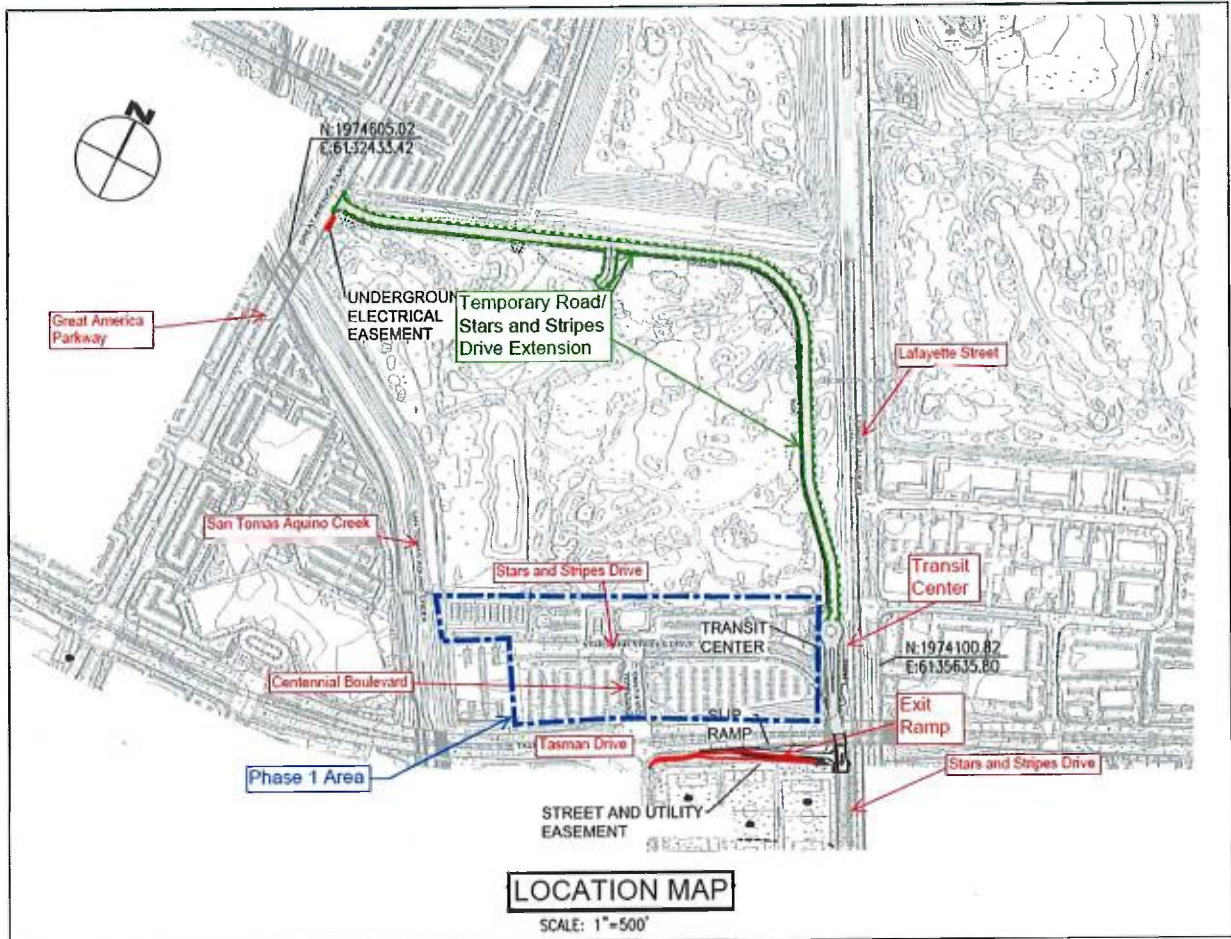 N
N:1974605.02
E:6132433.42
UNDERGROUN
ELECTRICAL
EASEMENT
Temporary Road/
Stars and Stripes
Drive Extension
Great America
Parkway
Lafayette Street
San Tomas Aquino Creek
Stars and Stripes Drive
Transit
Center
TRANSIT
CENTER
N:1974100.82
E:6135635.80
Centennial Boulevard
SLIP
RAMP
Exit
Ramp
Tasman Drive
Phase 1 Area
Stars and Stripes Drive
STREET AND UTILITY
EASEMENT
LOCATION MAP
SCALE: 1"=500'